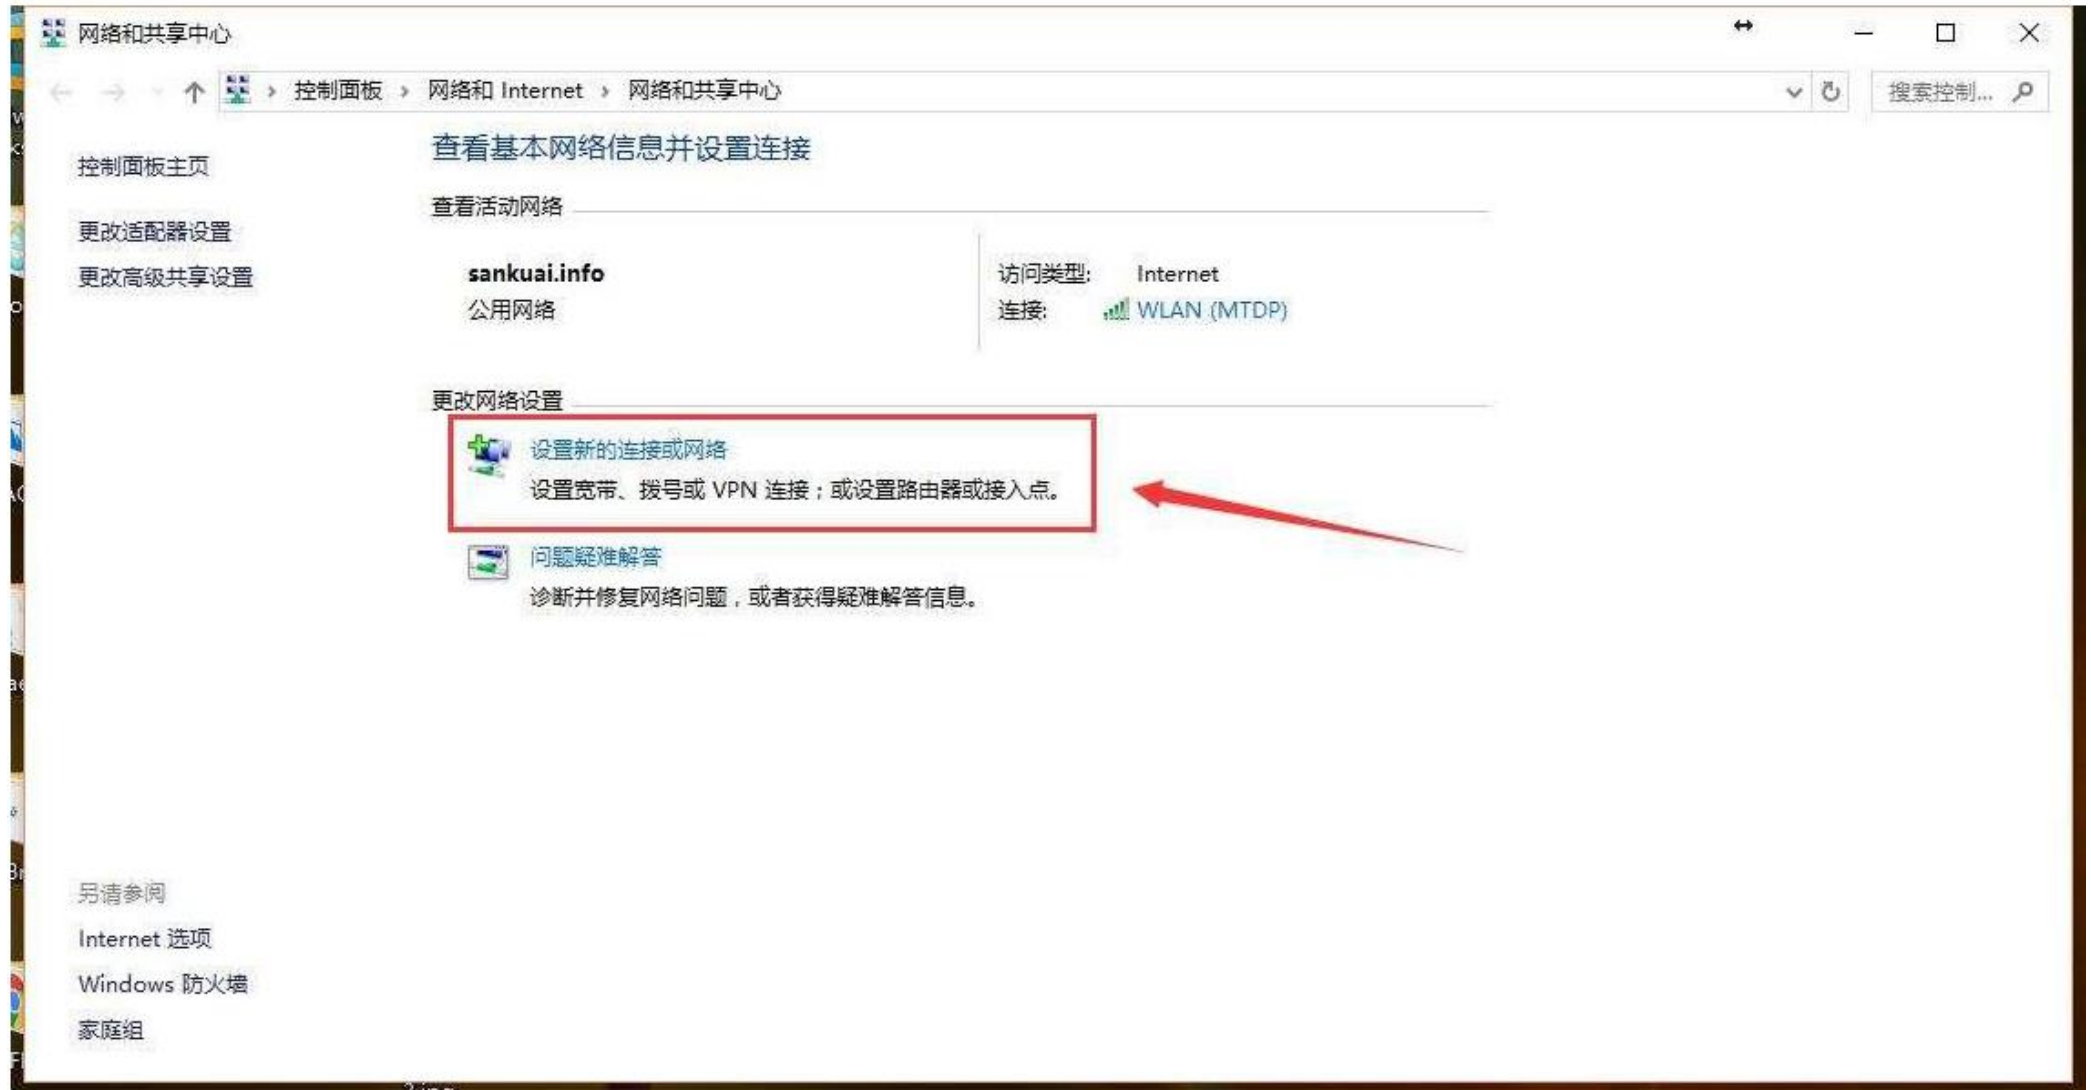 网络和共享中心
控制面板 › 网络和 Internet › 网络和共享中心
搜索控制...
控制面板主页
更改适配器设置
更改高级共享设置
查看基本网络信息并设置连接
查看活动网络
sankuai.info
公用网络
访问类型: Internet
连接: WLAN (MTDP)
更改网络设置
设置新的连接或网络
设置宽带、拨号或 VPN 连接；或设置路由器或接入点。
问题疑难解答
诊断并修复网络问题，或者获得疑难解答信息。
另请参阅
Internet 选项
Windows 防火墙
家庭组